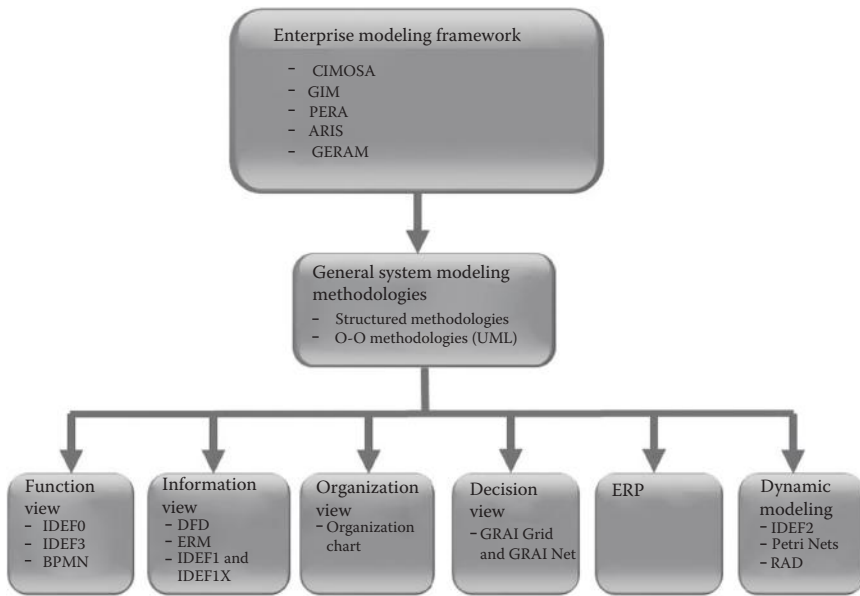 Enterprise modeling framework
- CIMOSA
- GIM
- PERA
- ARIS
- GERAM
General system modeling
methodologies
- Structured methodologies
- O-O methodologies (UML)
Function
view
- IDEF0
- IDEF3
- BPMN
Information
view
- DFD
- ERM
- IDEF1 and
IDEF1X
Organization
view
- Organization
chart
Decision
view
- GRAI Grid
and GRAI Net
ERP
Dynamic
modeling
- IDEF2
- Petri Nets
- RAD